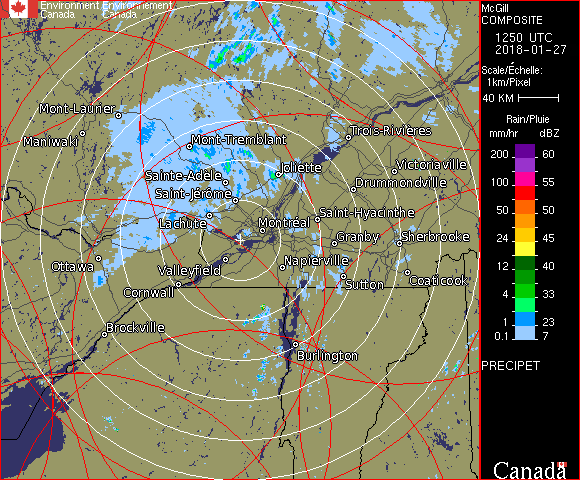 Environment Environnement
Canada Canada
McGill
COMPOSITE
1250 UTC
2018-01-27
Scale/Échelle:
1km/Pixel
40 KM
Rain/Pluie
mm/hr dBZ
200 60
100 55
50 50
24 45
12 40
4 33
2 28
1 23
0.1 7
PRECIPET
Mont-Laurier
Maniwaki
Mont-Tremblant
Trois-Rivières
Sainte-Adèle
Joliette
Victoriaville
Saint-Jérôme
Drummondville
Lachute
Saint-Hyacinthe
Montréal
Granby
Sherbrooke
Ottawa
Valleyfield
Napierville
Cornwall
Sutton
Coaticook
Brockville
Burlington
Canada